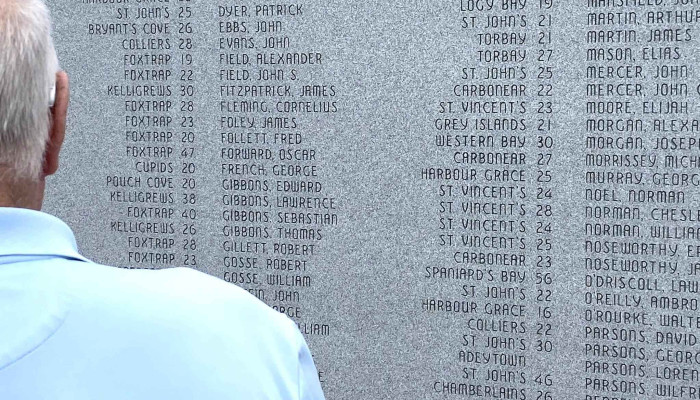 ST. JOHN'S 25
BRYANT'S COVE 26
COLLIERS 28
FOXTRAP 19
FOXTRAP 22
KELLIGREWS 30
FOXTRAP 28
FOXTRAP 23
FOXTRAP 20
FOXTRAP 47
CUPIDS 20
POUCH COVE 20
KELLIGREWS 38
FOXTRAP 40
KELLIGREWS 26
FOXTRAP 28
FOXTRAP 23
DYER, PATRICK
EBBS, JOHN
EVANS, JOHN
FIELD, ALEXANDER
FIELD, JOHN S.
FITZPATRICK, JAMES
FLEMING, CORNELIUS
FOLEY, JAMES
FOLLETT, FRED
FORWARD, OSCAR
FRENCH, GEORGE
GIBBONS, EDWARD
GIBBONS, LAWRENCE
GIBBONS, SEBASTIAN
GIBBONS, THOMAS
GILLETT, ROBERT
GOSSE, ROBERT
GOSSE, WILLIAM
JOHN
LOGY BAY 19
ST. JOHN'S 21
TORBAY 21
TORBAY 27
ST. JOHN'S 25
CARBONEAR 22
ST. VINCENT'S 23
GREY ISLANDS 21
WESTERN BAY 30
CARBONEAR 27
HARBOUR GRACE 25
ST. VINCENT'S 24
ST. VINCENT'S 28
ST. VINCENT'S 24
ST. VINCENT'S 25
CARBONEAR 23
SPANIARD'S BAY 56
ST. JOHN'S 22
HARBOUR GRACE 16
COLLIERS 22
ST. JOHN'S 30
ADEYTOWN
ST. JOHN'S 46
CHAMBERLAINS 26
MANSFIELD, JOHN
MARTIN, ARTHUR
MARTIN, JAMES
MASON, ELIAS
MERCER, JOHN
MERCER, JOHN
MOORE, ELIJAH
MORGAN, ALEXA
MORGAN, JOSEP
MORRISSEY, MICH
MURRAY, GEORG
NOEL, NORMAN
NORMAN, CHESLE
NORMAN, WILLIAM
NOSEWORTHY, E
NOSEWORTHY, JA
O'DRISCOLL, LAW
O'REILLY, AMBRO
O'ROURKE, WALTE
PARSONS, DAVID
PARSONS, GEORG
PARSONS, LOREN
PARSONS, WILFR